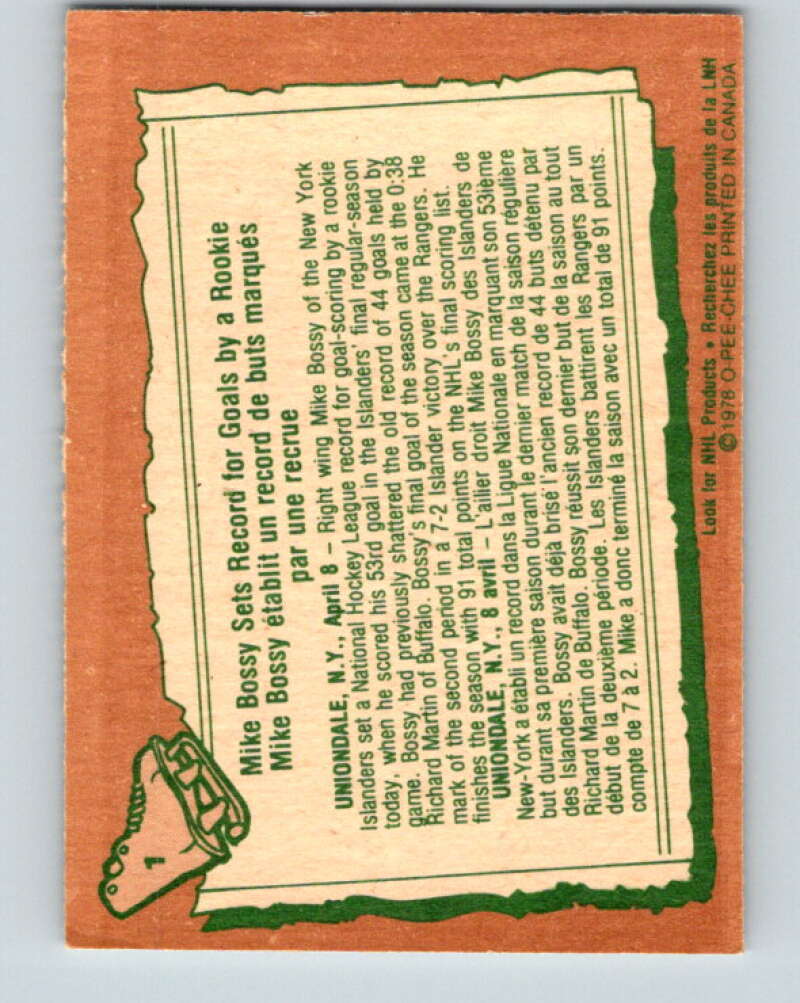 1
Mike Bossy Sets Record for Goals by a Rookie
Mike Bossy établit un record de buts marqués
par une recrue
UNIONDALE, N.Y., April 8 – Right wing Mike Bossy of the New York
Islanders set a National Hockey League record for goal-scoring by a rookie
today, when he scored his 53rd goal in the Islanders' final regular-season
game. Bossy had previously shattered the old record of 44 goals held by
Richard Martin of Buffalo. Bossy's final goal of the season came at the 0:38
mark of the second period in a 7-2 Islander victory over the Rangers. He
finishes the season with 91 total points on the NHL's final scoring list.
UNIONDALE, N.Y., 8 avril – L'ailier droit Mike Bossy des Islanders de
New-York a établi un record dans la Ligue Nationale en marquant son 53ième
but durant sa première saison durant le dernier match de la saison régulière
des Islanders. Bossy avait déjà brisé l'ancien record de 44 buts détenu par
Richard Martin de Buffalo. Bossy réussit son dernier but de la saison au tout
début de la deuxième période. Les Islanders battirent les Rangers par un
compte de 7 à 2. Mike a donc terminé la saison avec un total de 91 points.
Look for NHL Products • Recherchez les produits de la LNH
©1978 O-PEE-CHEE PRINTED IN CANADA